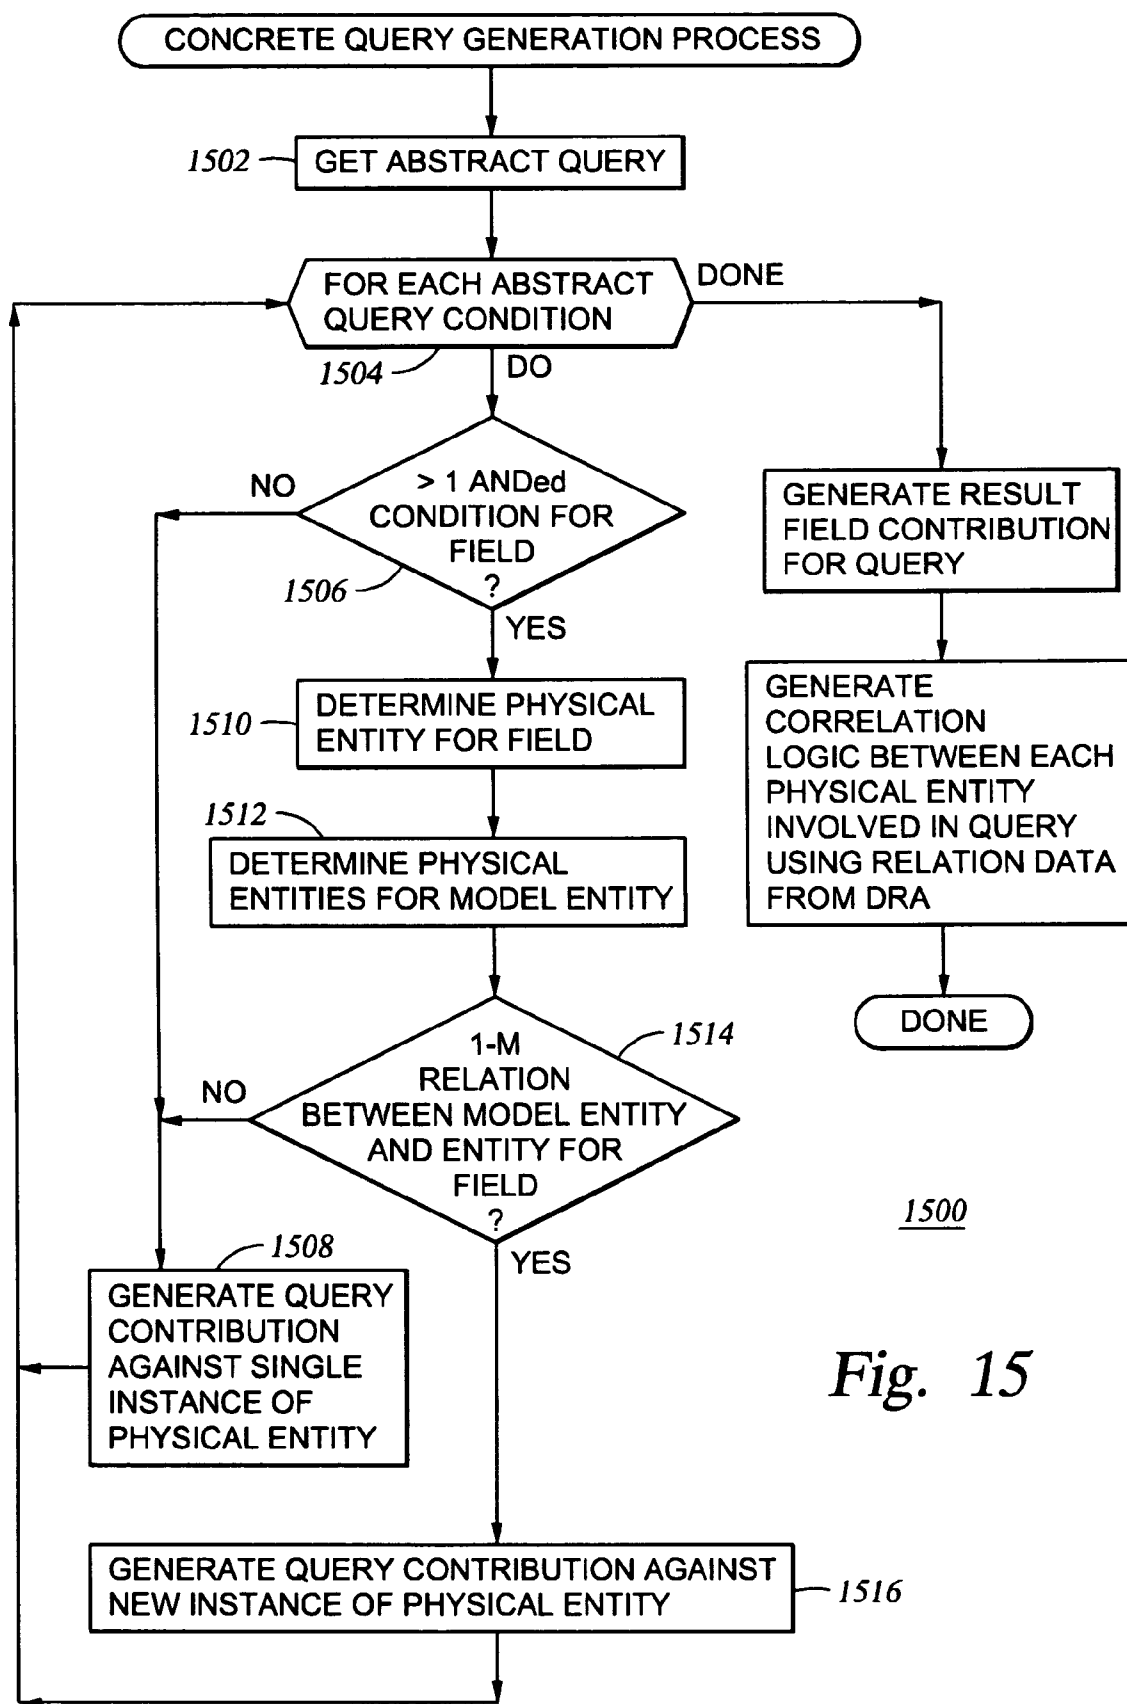 CONCRETE QUERY GENERATION PROCESS
1502
GET ABSTRACT QUERY
FOR EACH ABSTRACT
QUERY CONDITION
DONE
1504
DO
> 1 ANDed
CONDITION FOR
FIELD
?
NO
1506
YES
GENERATE RESULT
FIELD CONTRIBUTION
FOR QUERY
1510
DETERMINE PHYSICAL
ENTITY FOR FIELD
GENERATE
CORRELATION
LOGIC BETWEEN EACH
PHYSICAL ENTITY
INVOLVED IN QUERY
USING RELATION DATA
FROM DRA
1512
DETERMINE PHYSICAL
ENTITIES FOR MODEL ENTITY
DONE
1514
1-M
RELATION
BETWEEN MODEL ENTITY
AND ENTITY FOR
FIELD
?
NO
YES
1500
1508
GENERATE QUERY
CONTRIBUTION
AGAINST SINGLE
INSTANCE OF
PHYSICAL ENTITY
Fig. 15
GENERATE QUERY CONTRIBUTION AGAINST
NEW INSTANCE OF PHYSICAL ENTITY
1516